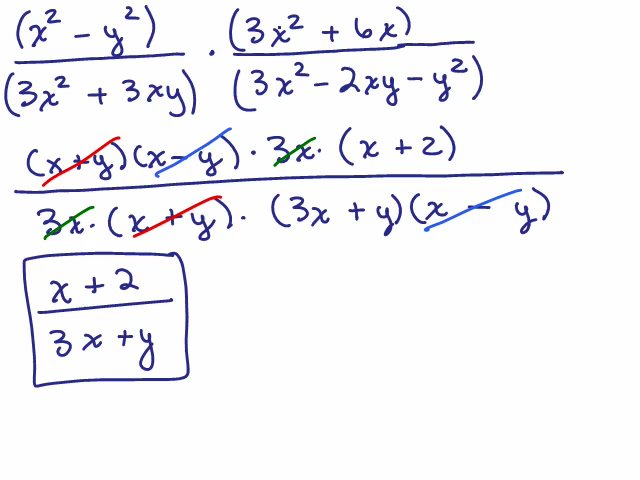 (x² - y²) / (3x² + 3xy) · (3x² + 6x) / (3x² - 2xy - y²)
(x+y)(x - y) · 3x · (x + 2)
3x · (x + y) · (3x + y)(x - y)
x + 2
3x + y